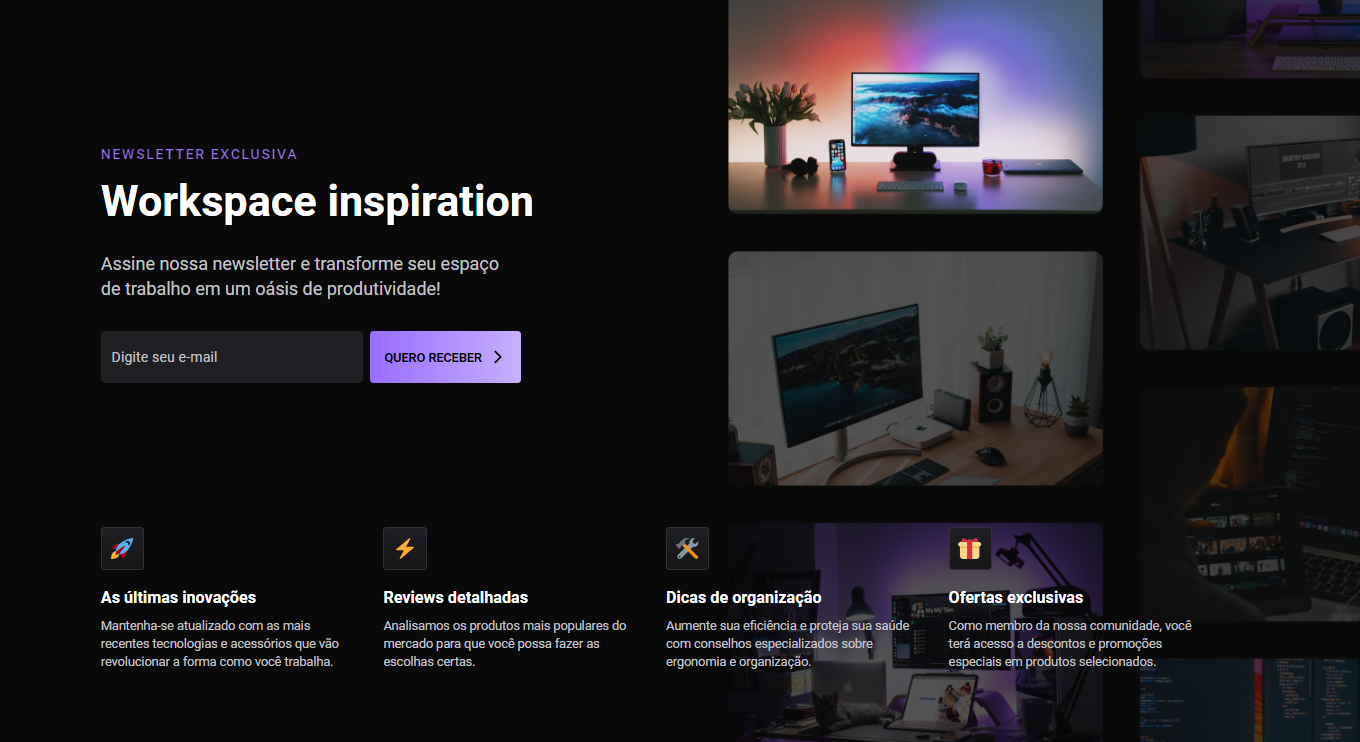 NEWSLETTER EXCLUSIVA
Workspace inspiration
Assine nossa newsletter e transforme seu espaço
de trabalho em um oásis de produtividade!
Digite seu e-mail
QUERO RECEBER
As últimas inovações
Mantenha-se atualizado com as mais
recentes tecnologias e acessórios que vão
revolucionar a forma como você trabalha.
Reviews detalhadas
Analisamos os produtos mais populares do
mercado para que você possa fazer as
escolhas certas.
Dicas de organização
Aumente sua eficiência e proteja sua saúde
com conselhos especializados sobre
ergonomia e organização.
Ofertas exclusivas
Como membro da nossa comunidade, você
terá acesso a descontos e promoções
especiais em produtos selecionados.